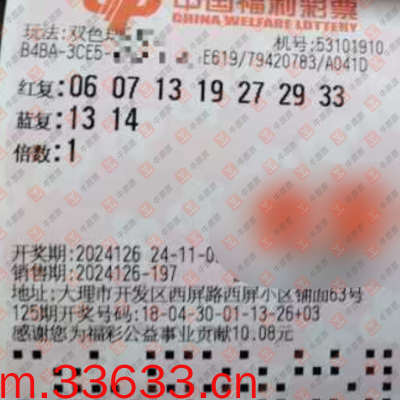 中国福利彩票
CHINA WELFARE LOTTERY
玩法:双色球
机号:53101910
B4BA-3CE5-
E619/79420783/A041D
红复:06 07 13 19 27 29 33
蓝复:13 14
倍数:1
开奖期:2024126 24-11-0
销售期:2024126-197
地址:大理市开发区西屏路西屏小区铺面63号
125期开奖号码:18-04-30-01-13-26+03
感谢您为福彩公益事业贡献10.08元
m.33633.cn